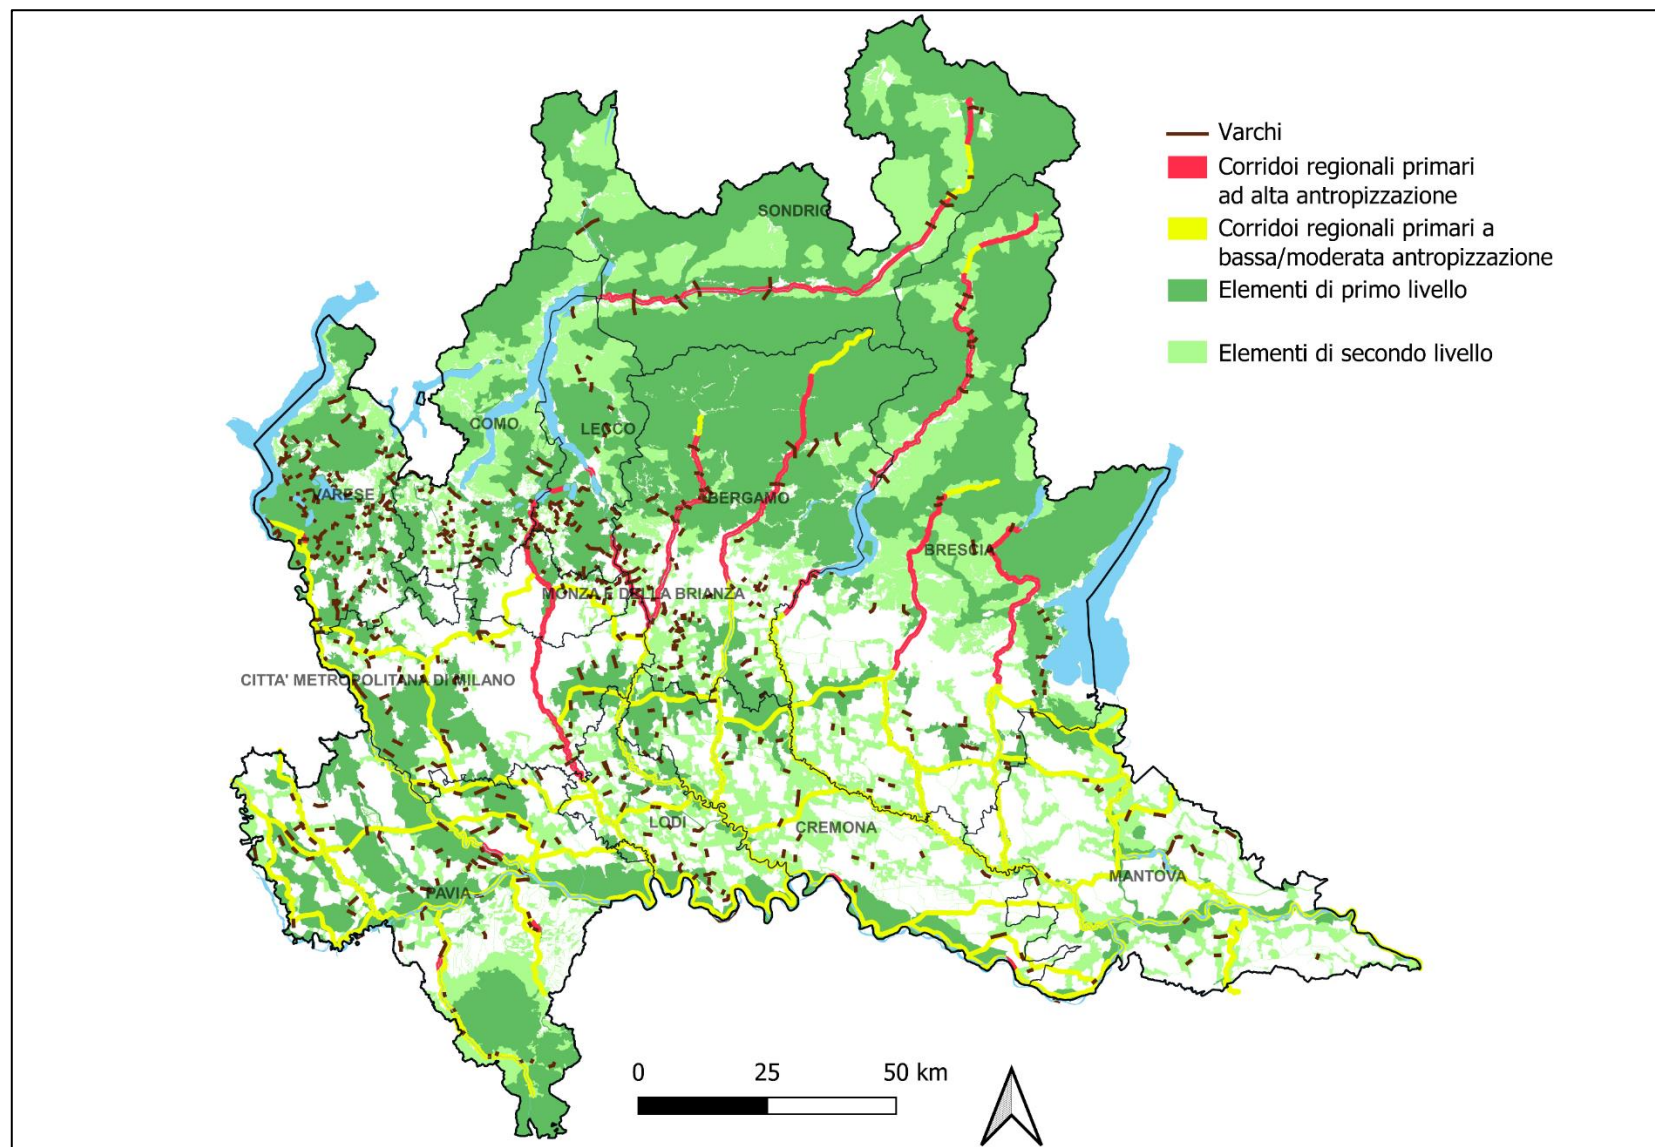 Varchi
Corridoi regionali primari
ad alta antropizzazione
Corridoi regionali primari a
bassa/moderata antropizzazione
Elementi di primo livello
Elementi di secondo livello
SONDRIO
COMO
LECCO
VARESE
BERGAMO
BRESCIA
MONZA E DELLA BRIANZA
CITTA' METROPOLITANA DI MILANO
LODI
CREMONA
MANTOVA
PAVIA
0 25 50 km